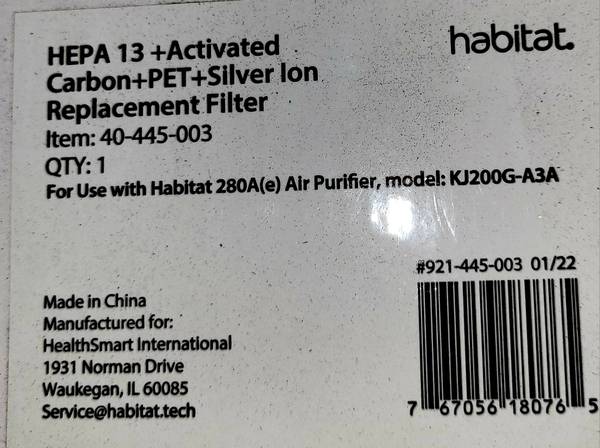 habitat.
HEPA 13 +Activated
Carbon+PET+Silver Ion
Replacement Filter
Item: 40-445-003
QTY: 1
For Use with Habitat 280A(e) Air Purifier, model: KJ200G-A3A
#921-445-003 01/22
Made in China
Manufactured for:
HealthSmart International
1931 Norman Drive
Waukegan, IL 60085
Service@habitat.tech
7 67056 18076 5